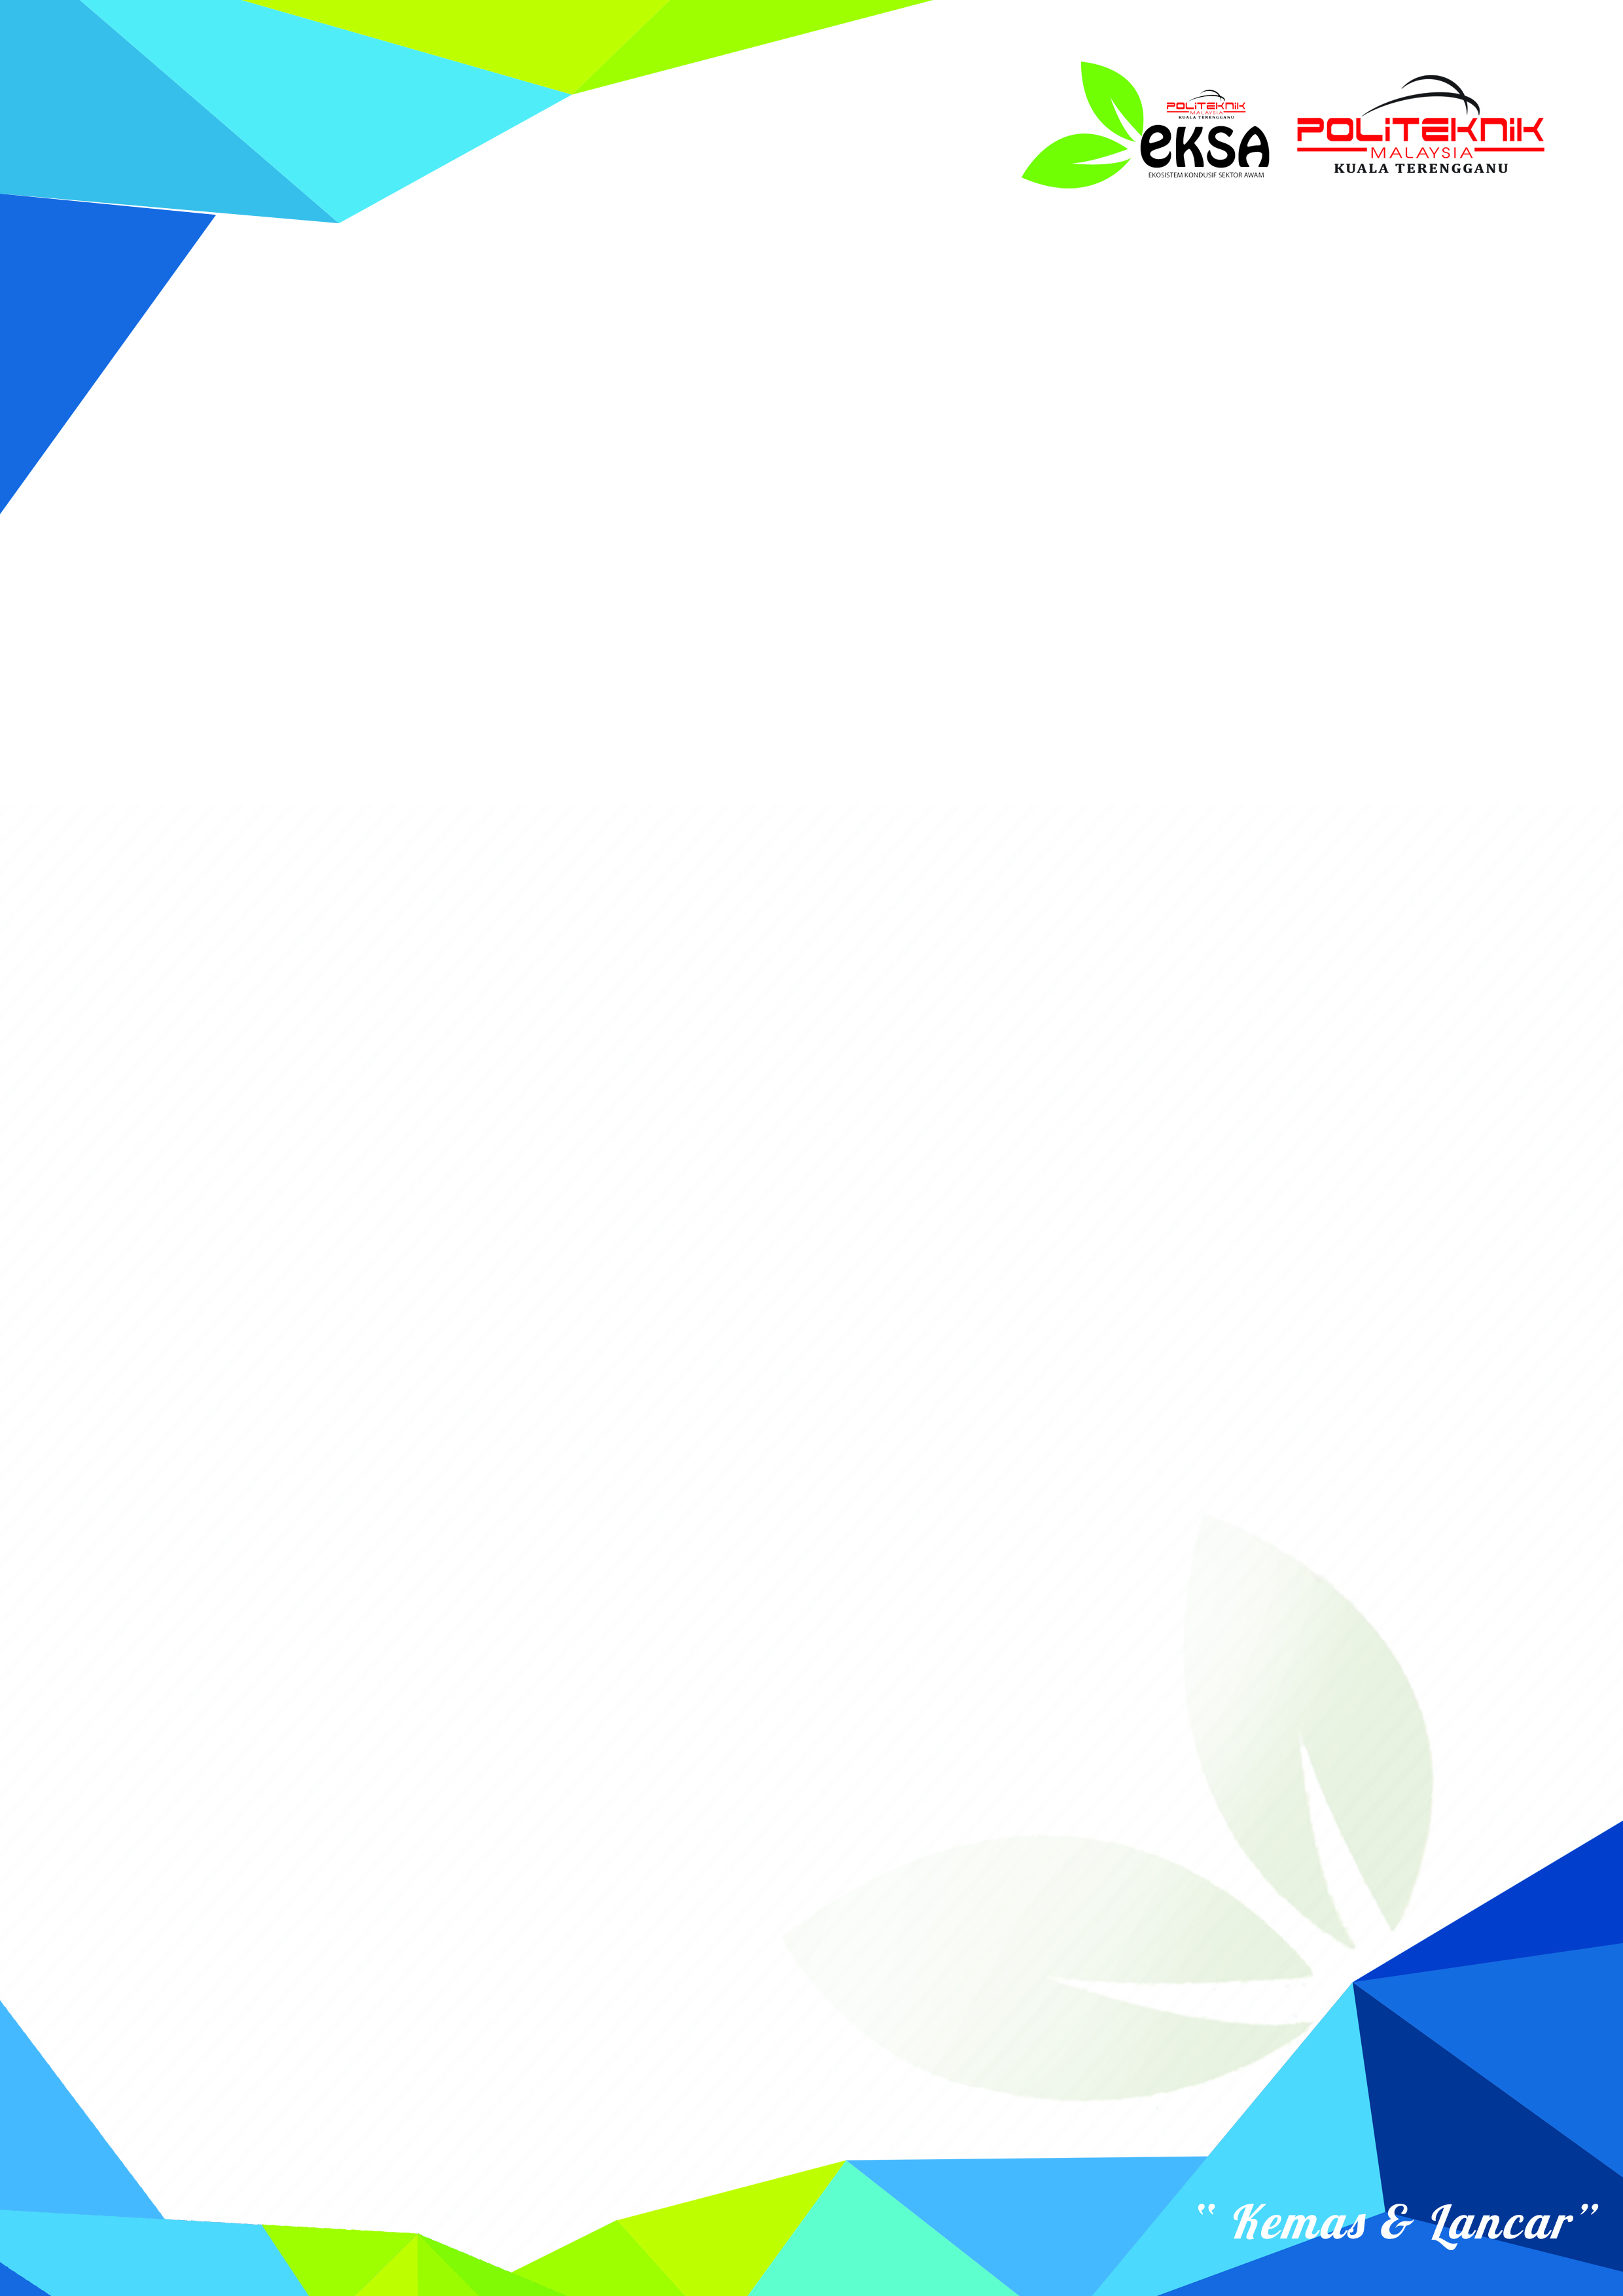 POLiTEKNiK
MALAYSIA
KUALA TERENGGANU
eKSA
EKOSISTEM KONDUSIF SEKTOR AWAM
POLiTEKNiK
MALAYSIA
KUALA TERENGGANU
“ Kemas & Lancar”